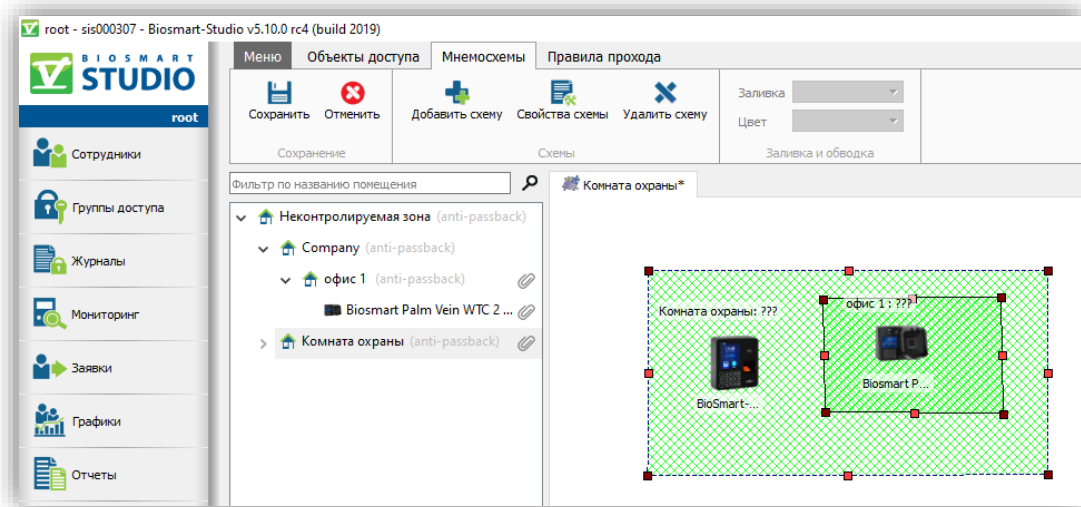 root - sis000307 - Biosmart-Studio v5.10.0 rc4 (build 2019)
BIOSMART
STUDIO
root
Сотрудники
Группы доступа
Журналы
Мониторинг
Заявки
Графики
Отчеты
Меню Объекты доступа Мнемосхемы Правила прохода
Сохранить Отменить Добавить схему Свойства схемы Удалить схему
Заливка
Цвет
Сохранение Схемы Заливка и обводка
Фильтр по названию помещения
Комната охраны*
Неконтролируемая зона (anti-passback)
Company (anti-passback)
офис 1 (anti-passback)
Biosmart Palm Vein WTC 2 ...
Комната охраны (anti-passback)
Комната охраны: ???
BioSmart-...
офис 1 : ???
Biosmart P...